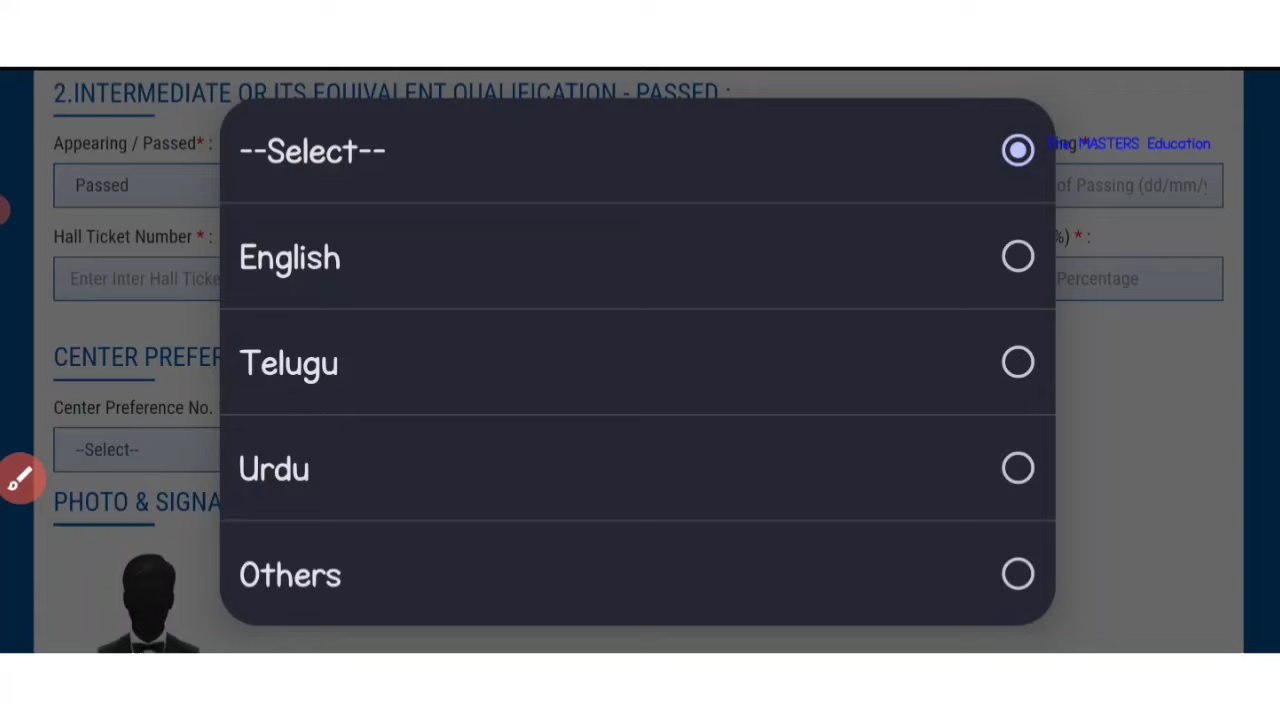 2.INTERMEDIATE OR ITS EQUIVALENT QUALIFICATION - PASSED :
Appearing / Passed* :
MASTERS Education
Passed
of Passing (dd/mm/y
Hall Ticket Number * :
%) * :
Enter Inter Hall Ticke
Percentage
--Select--
English
Telugu
Urdu
Others
CENTER PREFER
Center Preference No.
--Select--
PHOTO & SIGNA